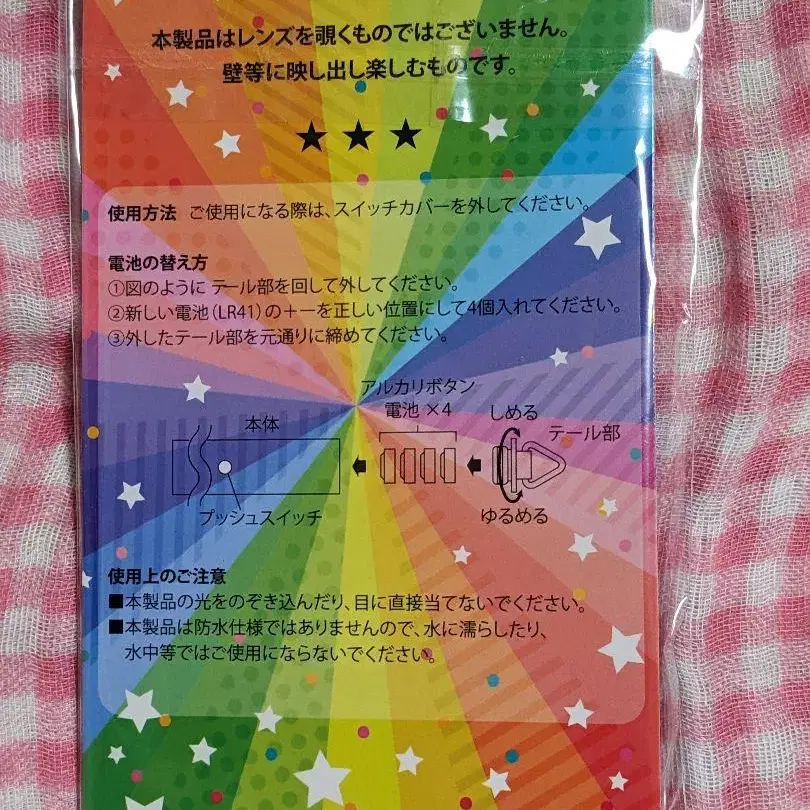 本製品はレンズを覗くものではございません。
壁等に映し出し楽しむものです。
★ ★ ★
使用方法 ご使用になる際は、スイッチカバーを外してください。
電池の替え方
①図のように テール部を回して外してください。
②新しい電池(LR41)の＋－を正しい位置にして4個入れてください。
③外したテール部を元通りに締めてください。
アルカリボタン
電池 ×4
本体
しめる
テール部
プッシュスイッチ
ゆるめる
使用上のご注意
■本製品の光をのぞき込んだり、目に直接当てないでください。
■本製品は防水仕様ではありませんので、水に濡らしたり、
水中等ではご使用にならないでください。